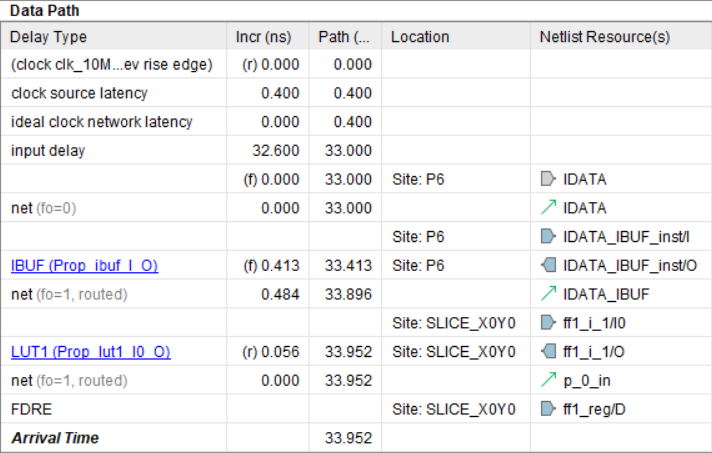 Data Path
Delay Type Incr (ns) Path (... Location Netlist Resource(s)
(clock clk_10M...ev rise edge) (r) 0.000 0.000
clock source latency 0.400 0.400
ideal clock network latency 0.000 0.400
input delay 32.600 33.000
(f) 0.000 33.000 Site: P6 IDATA
net (fo=0) 0.000 33.000 IDATA
Site: P6 IDATA_IBUF_inst/I
IBUF (Prop_ibuf_I_O) (f) 0.413 33.413 Site: P6 IDATA_IBUF_inst/O
net (fo=1, routed) 0.484 33.896 IDATA_IBUF
Site: SLICE_X0Y0 ff1_i_1/I0
LUT1 (Prop_lut1_I0_O) (r) 0.056 33.952 Site: SLICE_X0Y0 ff1_i_1/O
net (fo=1, routed) 0.000 33.952 p_0_in
FDRE Site: SLICE_X0Y0 ff1_reg/D
Arrival Time 33.952